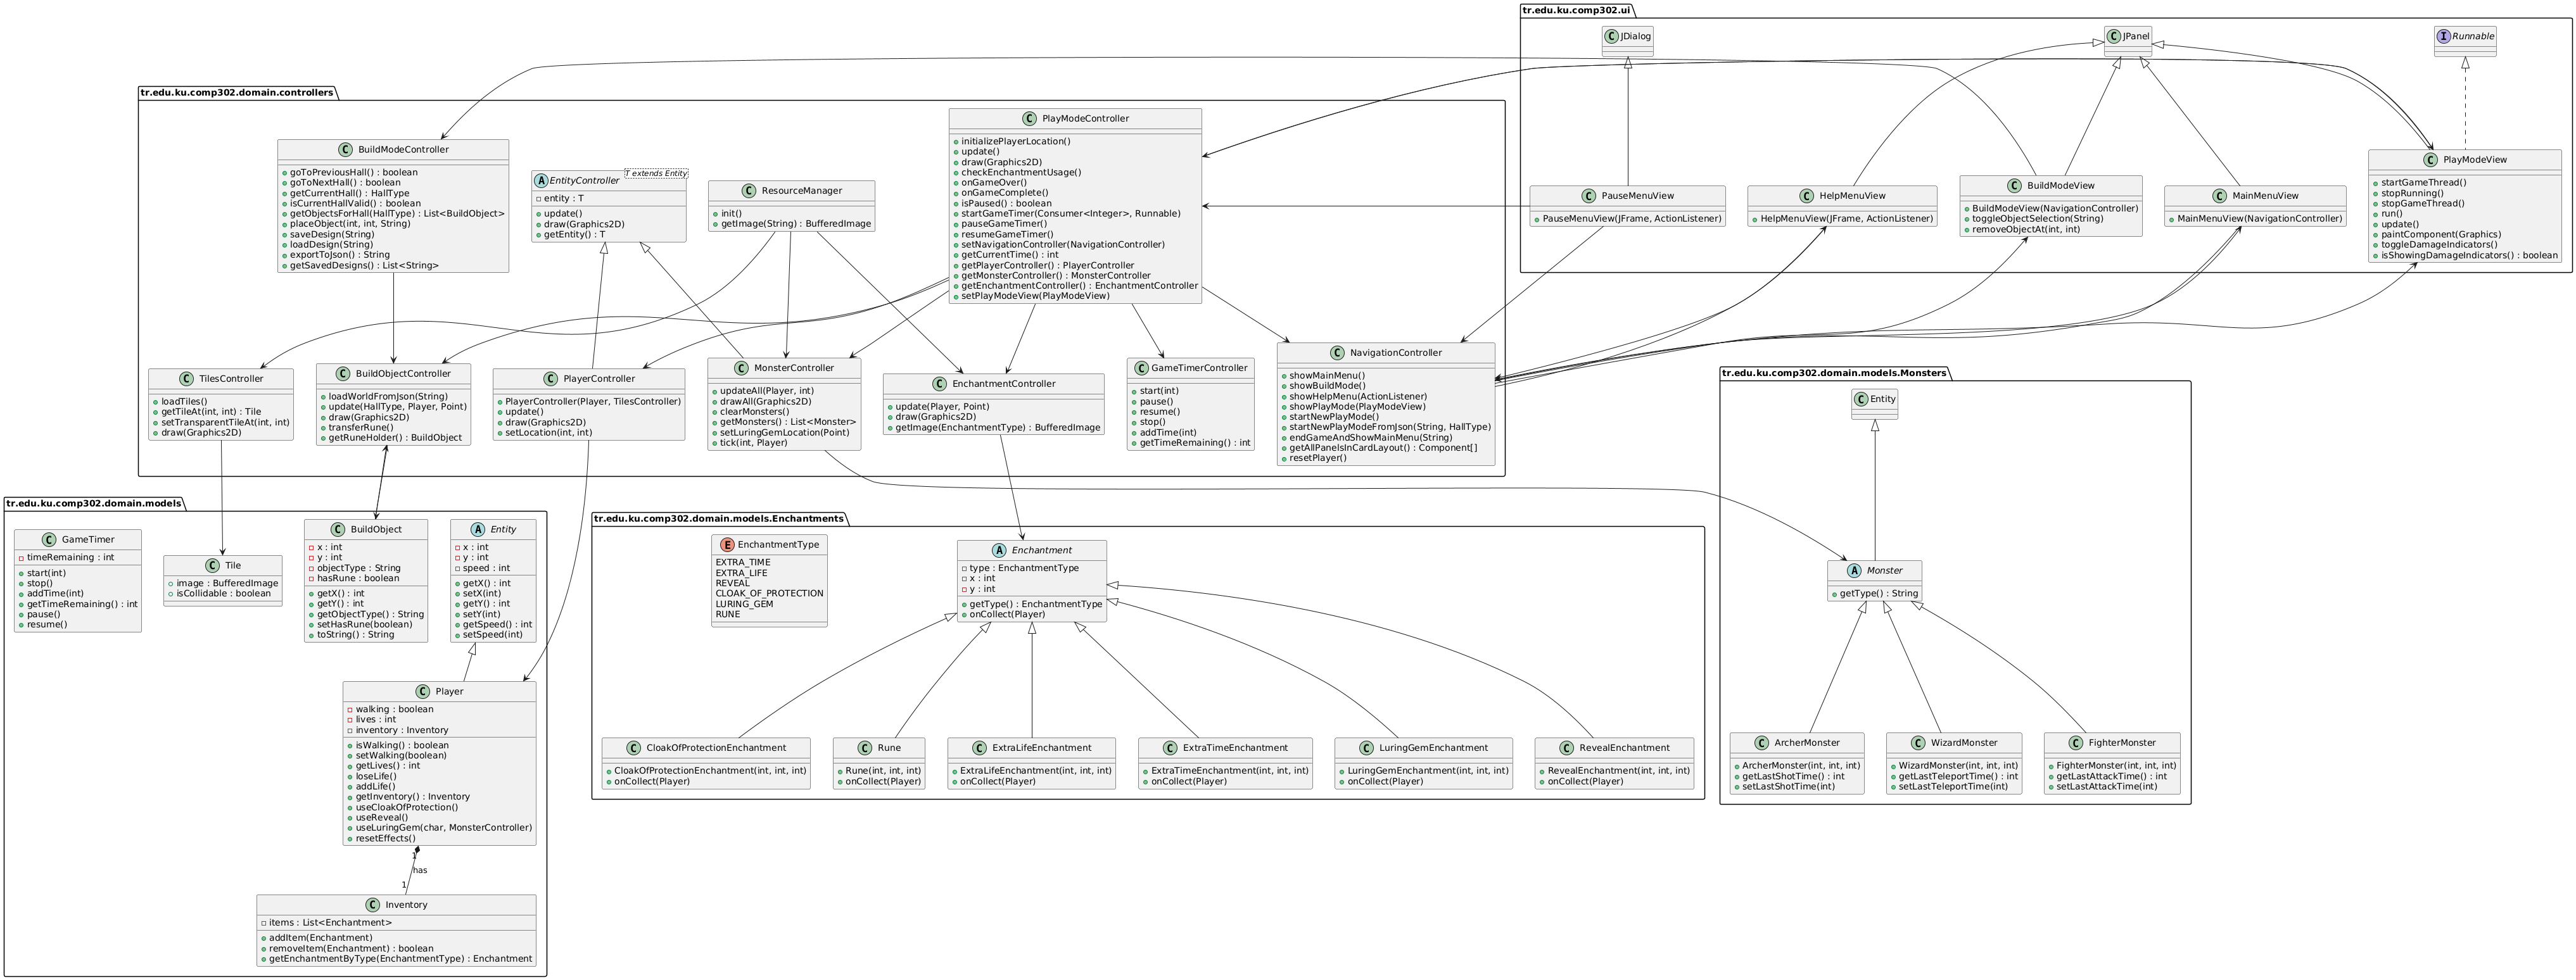 tr.edu.ku.comp302.ui
JDialog
JPanel
Runnable
PauseMenuView
PauseMenuView(JFrame, ActionListener)
HelpMenuView
HelpMenuView(JFrame, ActionListener)
BuildModeView
BuildModeView(NavigationController)
toggleObjectSelection(String)
removeObjectAt(int, int)
MainMenuView
MainMenuView(NavigationController)
PlayModeView
startGameThread()
stopRunning()
stopGameThread()
run()
update()
paintComponent(Graphics)
toggleDamageIndicators()
isShowingDamageIndicators() : boolean
tr.edu.ku.comp302.domain.controllers
BuildModeController
goToPreviousHall() : boolean
goToNextHall() : boolean
getCurrentHall() : HallType
isCurrentHallValid() : boolean
getObjectsForHall(HallType) : List<BuildObject>
placeObject(int, int, String)
saveDesign(String)
loadDesign(String)
exportToJson() : String
getSavedDesigns() : List<String>
EntityController
T extends Entity
entity : T
update()
draw(Graphics2D)
getEntity() : T
ResourceManager
init()
getImage(String) : BufferedImage
PlayModeController
initializePlayerLocation()
update()
draw(Graphics2D)
checkEnchantmentUsage()
onGameOver()
onGameComplete()
isPaused() : boolean
startGameTimer(Consumer<Integer>, Runnable)
pauseGameTimer()
resumeGameTimer()
setNavigationController(NavigationController)
getCurrentTime() : int
getPlayerController() : PlayerController
getMonsterController() : MonsterController
getEnchantmentController() : EnchantmentController
setPlayModeView(PlayModeView)
TilesController
loadTiles()
getTileAt(int, int) : Tile
setTransparentTileAt(int, int)
draw(Graphics2D)
BuildObjectController
loadWorldFromJson(String)
update(HallType, Player, Point)
draw(Graphics2D)
transferRune()
getRuneHolder() : BuildObject
PlayerController
PlayerController(Player, TilesController)
update()
draw(Graphics2D)
setLocation(int, int)
MonsterController
updateAll(Player, int)
drawAll(Graphics2D)
clearMonsters()
getMonsters() : List<Monster>
setLuringGemLocation(Point)
tick(int, Player)
EnchantmentController
update(Player, Point)
draw(Graphics2D)
getImage(EnchantmentType) : BufferedImage
GameTimerController
start(int)
pause()
resume()
stop()
addTime(int)
getTimeRemaining() : int
NavigationController
showMainMenu()
showBuildMode()
showHelpMenu(ActionListener)
showPlayMode(PlayModeView)
startNewPlayMode()
startNewPlayModeFromJson(String, HallType)
endGameAndShowMainMenu(String)
getAllPanelsInCardLayout() : Component[]
resetPlayer()
tr.edu.ku.comp302.domain.models
GameTimer
timeRemaining : int
start(int)
stop()
addTime(int)
getTimeRemaining() : int
pause()
resume()
Tile
image : BufferedImage
isCollidable : boolean
BuildObject
x : int
y : int
objectType : String
hasRune : boolean
getX() : int
getY() : int
getObjectType() : String
setHasRune(boolean)
toString() : String
Entity
x : int
y : int
speed : int
getX() : int
setX(int)
getY() : int
setY(int)
getSpeed() : int
setSpeed(int)
Player
walking : boolean
lives : int
inventory : Inventory
isWalking() : boolean
setWalking(boolean)
getLives() : int
loseLife()
addLife()
getInventory() : Inventory
useCloakOfProtection()
useReveal()
useLuringGem(char, MonsterController)
resetEffects()
1
has
1
Inventory
items : List<Enchantment>
addItem(Enchantment)
removeItem(Enchantment) : boolean
getEnchantmentByType(EnchantmentType) : Enchantment
tr.edu.ku.comp302.domain.models.Enchantments
EnchantmentType
EXTRA_TIME
EXTRA_LIFE
REVEAL
CLOAK_OF_PROTECTION
LURING_GEM
RUNE
Enchantment
type : EnchantmentType
x : int
y : int
getType() : EnchantmentType
onCollect(Player)
CloakOfProtectionEnchantment
CloakOfProtectionEnchantment(int, int, int)
onCollect(Player)
Rune
Rune(int, int, int)
onCollect(Player)
ExtraLifeEnchantment
ExtraLifeEnchantment(int, int, int)
onCollect(Player)
ExtraTimeEnchantment
ExtraTimeEnchantment(int, int, int)
onCollect(Player)
LuringGemEnchantment
LuringGemEnchantment(int, int, int)
onCollect(Player)
RevealEnchantment
RevealEnchantment(int, int, int)
onCollect(Player)
tr.edu.ku.comp302.domain.models.Monsters
Entity
Monster
getType() : String
ArcherMonster
ArcherMonster(int, int, int)
getLastShotTime() : int
setLastShotTime(int)
WizardMonster
WizardMonster(int, int, int)
getLastTeleportTime() : int
setLastTeleportTime(int)
FighterMonster
FighterMonster(int, int, int)
getLastAttackTime() : int
setLastAttackTime(int)